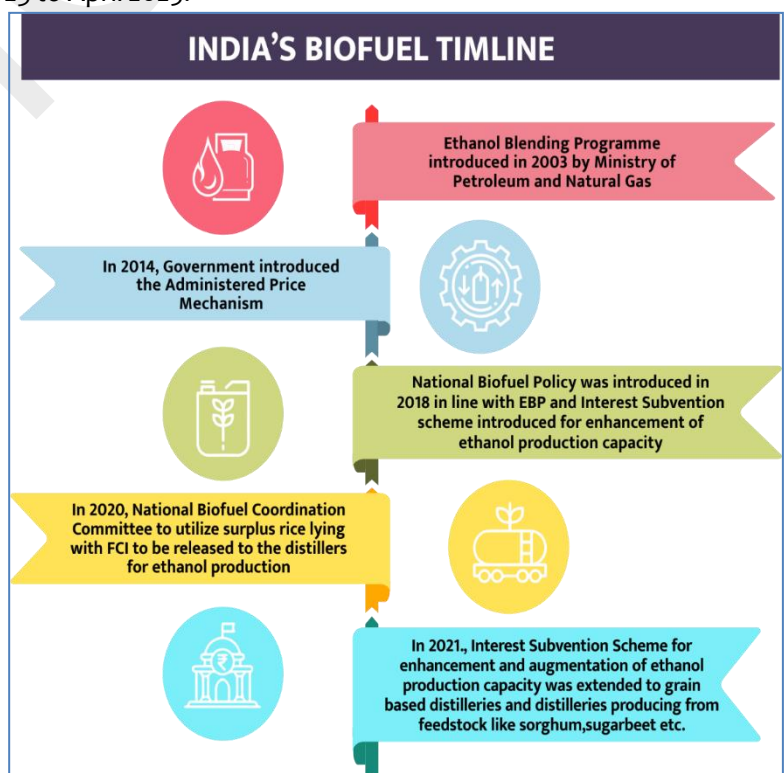 INDIA'S BIOFUEL TIMLINE
Ethanol Blending Programme
introduced in 2003 by Ministry of
Petroleum and Natural Gas
In 2014, Government introduced
the Administered Price
Mechanism
National Biofuel Policy was introduced in
2018 in line with EBP and Interest Subvention
scheme introduced for enhancement of
ethanol production capacity
In 2020, National Biofuel Coordination
Committee to utilize surplus rice lying
with FCI to be released to the distillers
for ethanol production
₹
In 2021., Interest Subvention Scheme for
enhancement and augmentation of ethanol
production capacity was extended to grain
based distilleries and distilleries producing from
feedstock like sorghum,sugarbeet etc.